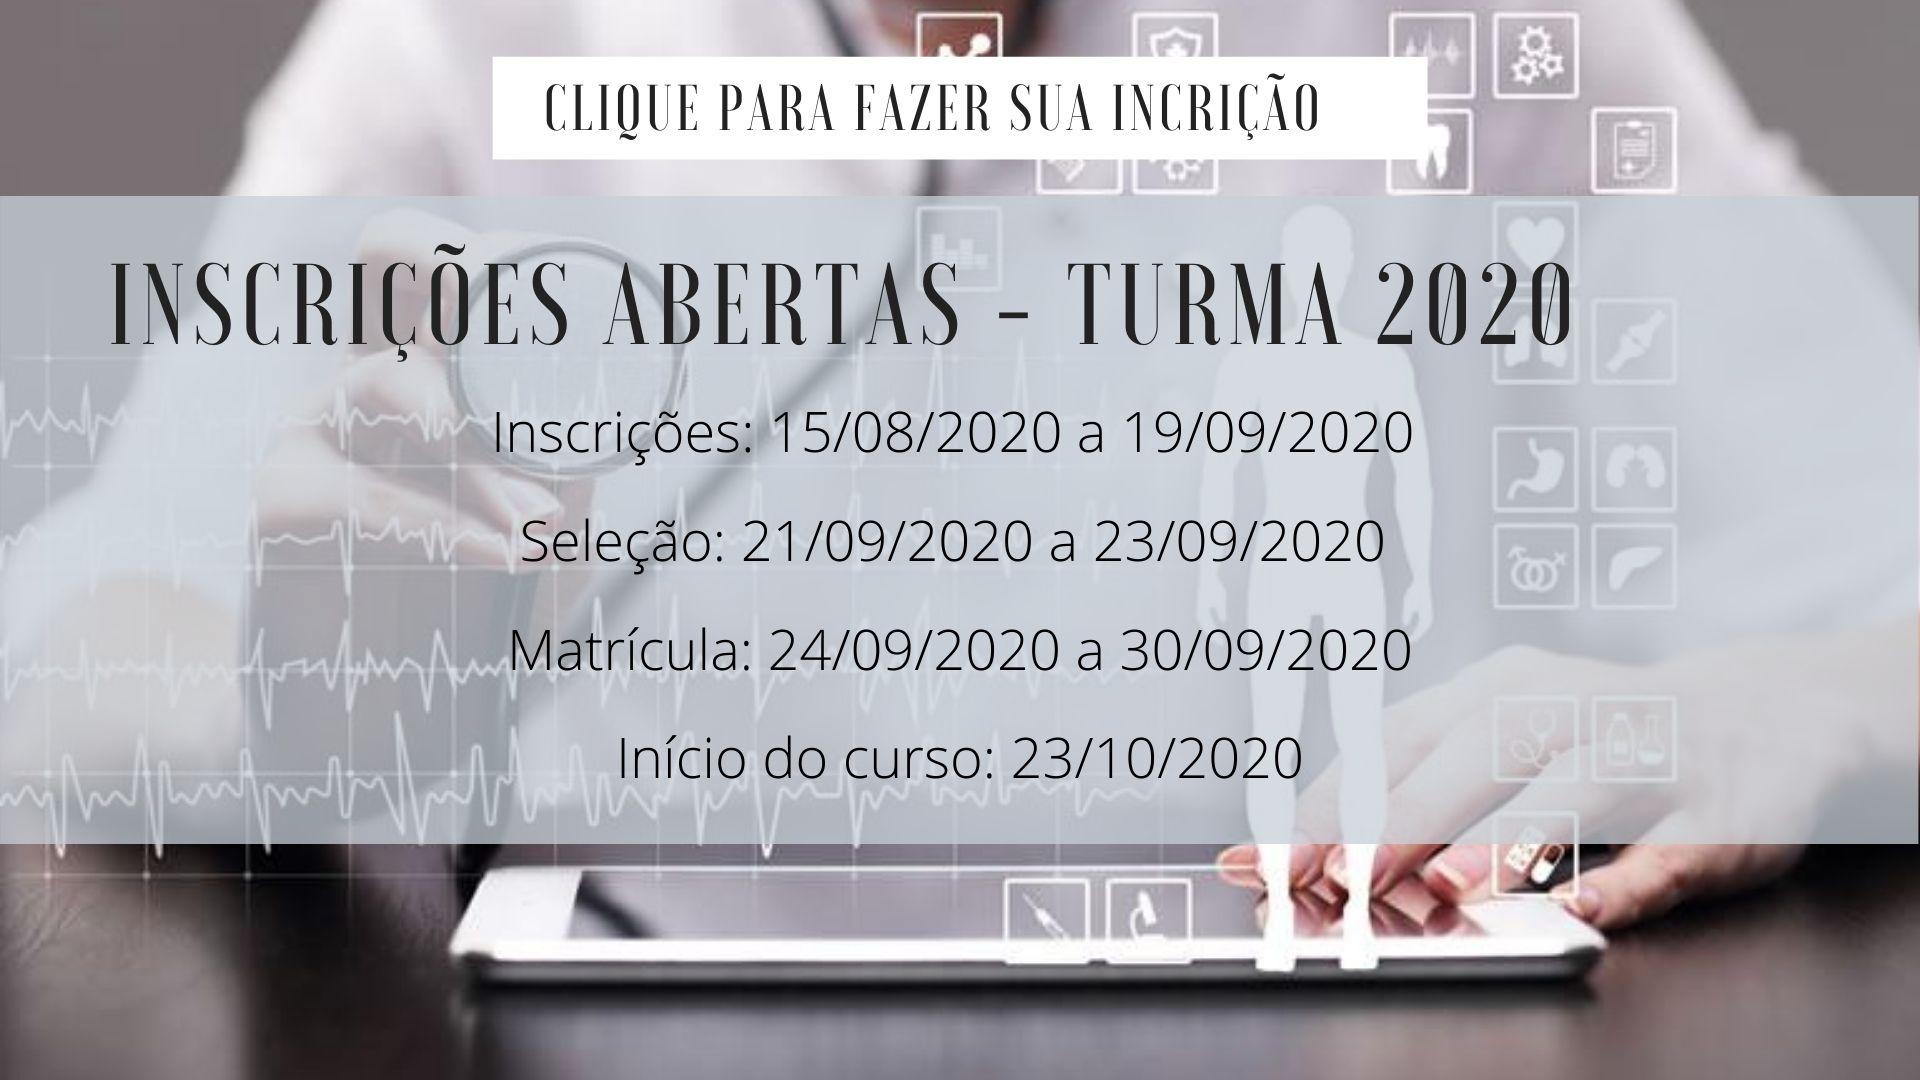 CLIQUE PARA FAZER SUA INCRIÇÃO
INSCRIÇÕES ABERTAS - TURMA 2020
Inscrições: 15/08/2020 a 19/09/2020
Seleção: 21/09/2020 a 23/09/2020
Matrícula: 24/09/2020 a 30/09/2020
Início do curso: 23/10/2020